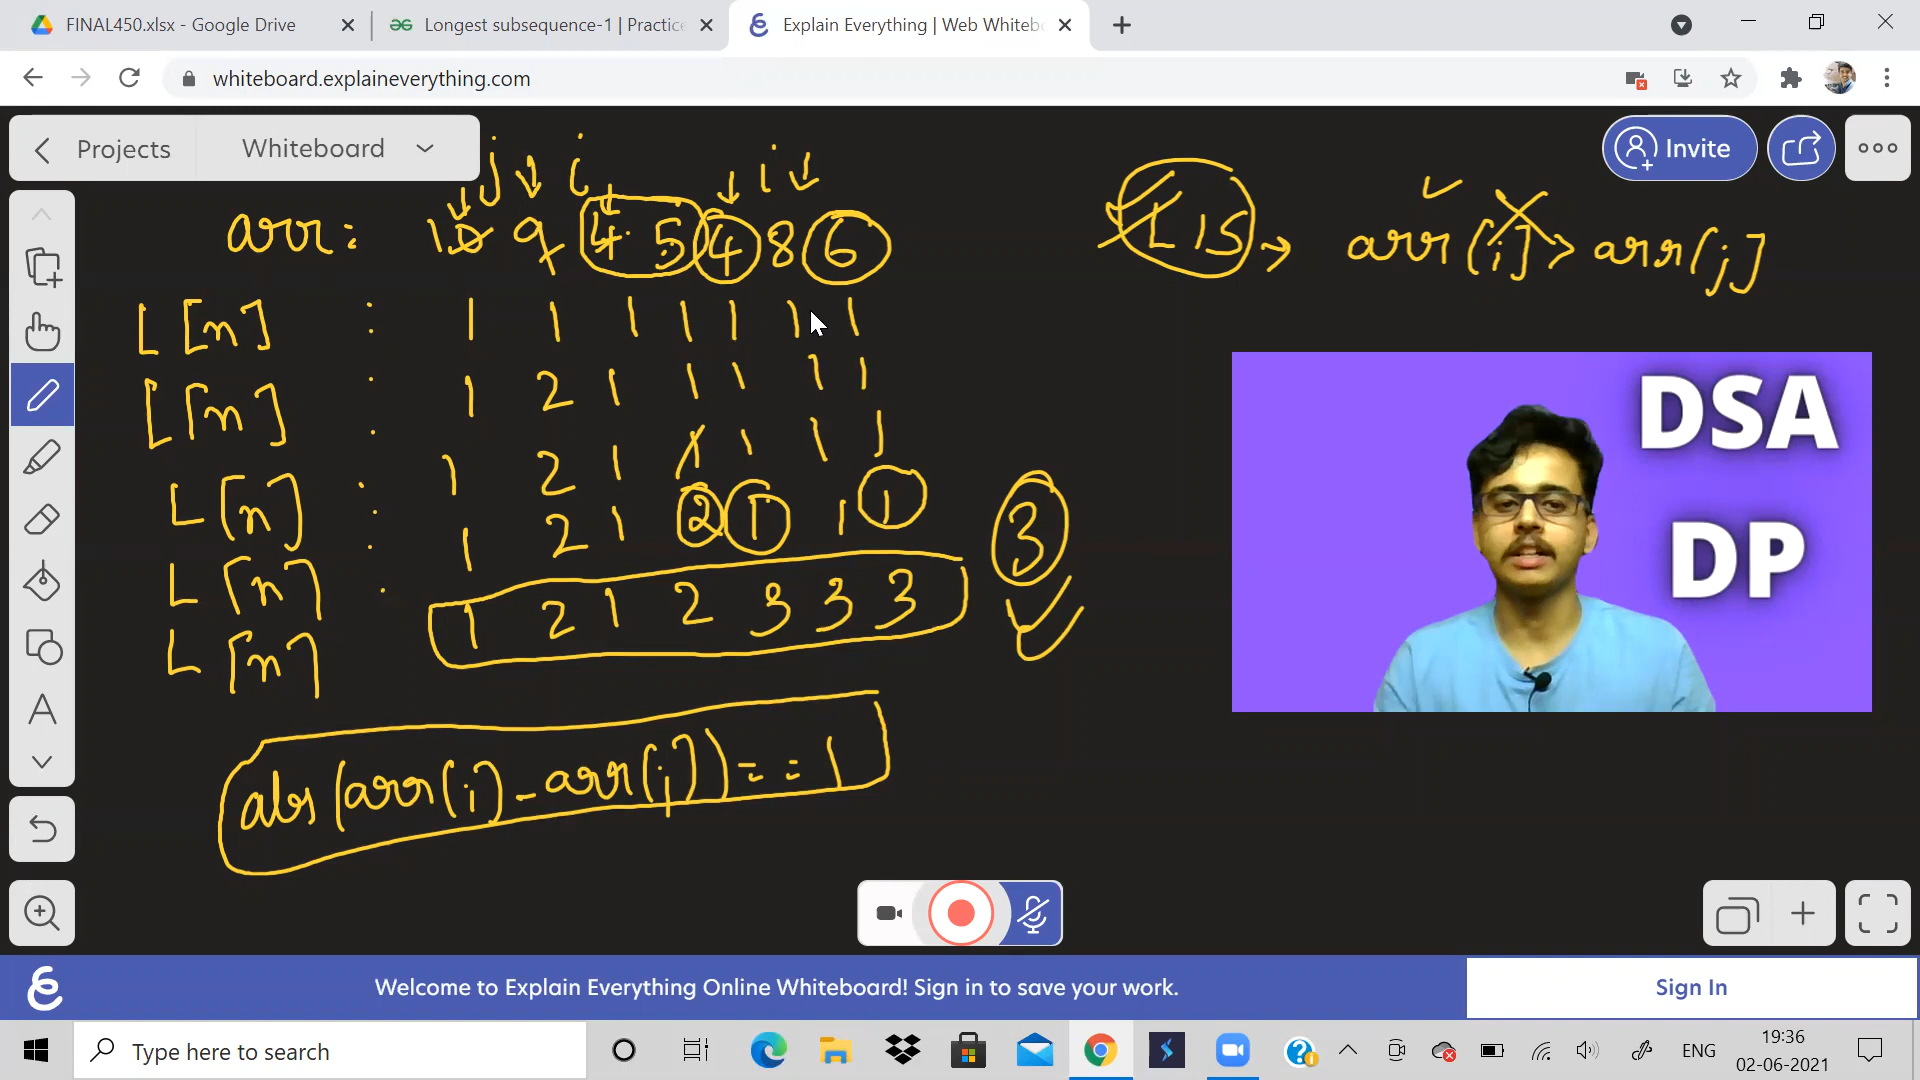 FINAL450.xlsx - Google Drive
Longest subsequence-1 | Practice
Explain Everything | Web Whitebo
whiteboard.explaineverything.com
Projects
Whiteboard
Invite
j i i
arr: 10 9 4 5 4 8 6
LIS → arr[i] > arr[j]
L[n] : 1 1 1 1 1 1 1
L[n] : 1 2 1 1 1 1 1
L[n] : 1 2 1 1 1 1 1
L[n] : 1 2 1 2 1 1 1
L[n] : 1 2 1 2 3 3 3
3
abs(arr(i) - arr(j]) == 1
DSA
DP
A
Welcome to Explain Everything Online Whiteboard! Sign in to save your work.
Sign In
Type here to search
ENG
19:36
02-06-2021